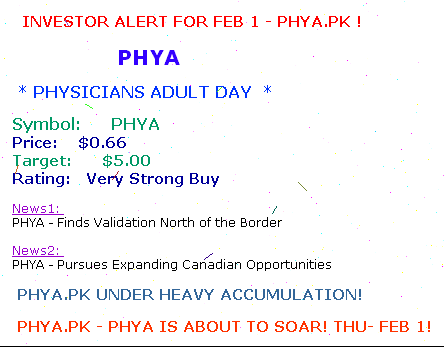 INVESTOR ALERT FOR FEB 1 - PHYA.PK !
PHYA
* PHYSICIANS ADULT DAY *
Symbol: PHYA
Price: $0.66
Target: $5.00
Rating: Very Strong Buy
News1:
PHYA - Finds Validation North of the Border
News2:
PHYA - Pursues Expanding Canadian Opportunities
PHYA.PK UNDER HEAVY ACCUMULATION!
PHYA.PK - PHYA IS ABOUT TO SOAR! THU- FEB 1!